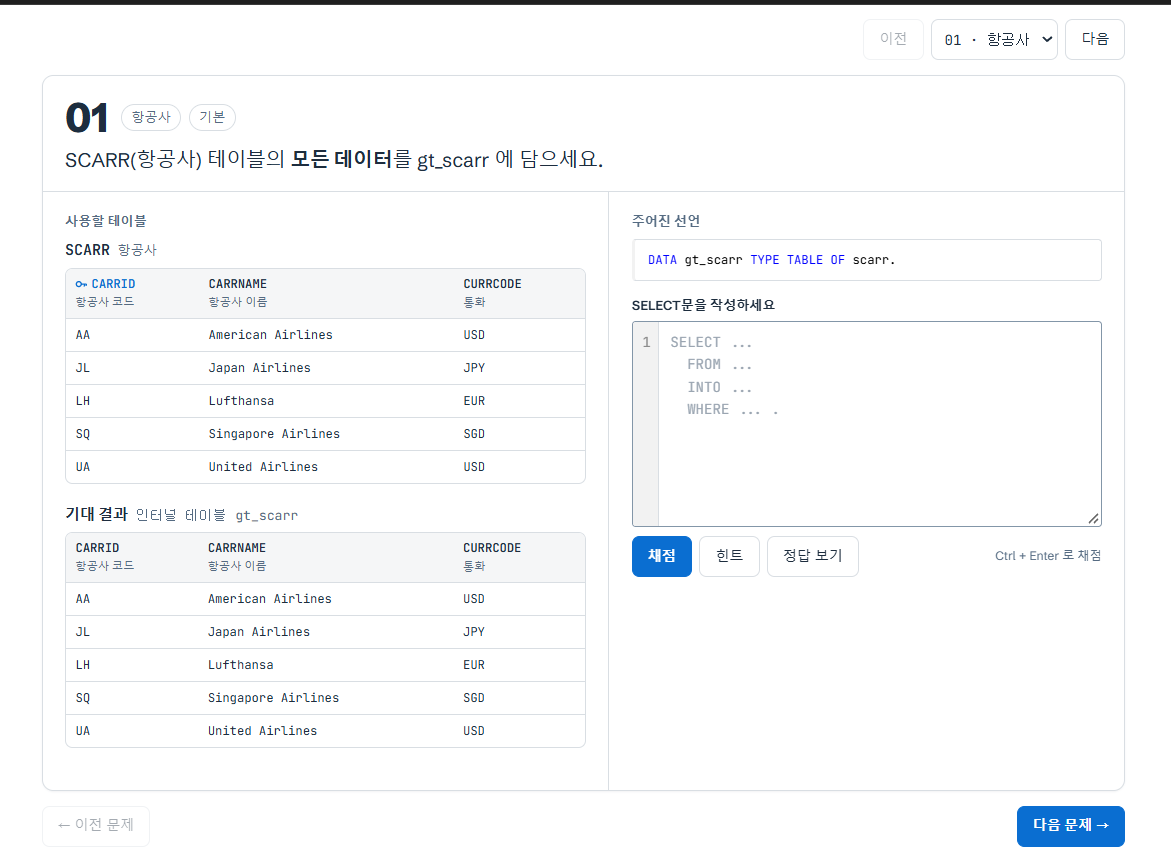 이전
01 · 항공사
다음
01 항공사 기본
SCARR(항공사) 테이블의 모든 데이터를 gt_scarr 에 담으세요.
사용할 테이블
SCARR 항공사
CARRID CARRNAME CURRCODE
항공사 코드 항공사 이름 통화
AA American Airlines USD
JL Japan Airlines JPY
LH Lufthansa EUR
SQ Singapore Airlines SGD
UA United Airlines USD
기대 결과 인터널 테이블 gt_scarr
CARRID CARRNAME CURRCODE
항공사 코드 항공사 이름 통화
AA American Airlines USD
JL Japan Airlines JPY
LH Lufthansa EUR
SQ Singapore Airlines SGD
UA United Airlines USD
주어진 선언
DATA gt_scarr TYPE TABLE OF scarr.
SELECT문을 작성하세요
1 SELECT ...
FROM ...
INTO ...
WHERE ... .
채점 힌트 정답 보기 Ctrl + Enter 로 채점
← 이전 문제
다음 문제 →